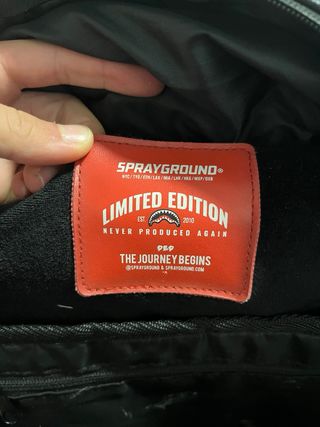 SPRAYGROUND®
LIMITED EDITION
EST. 2010
NEVER PRODUCED AGAIN
THE JOURNEY BEGINS
@SPRAYGROUND & SPRAYGROUND.COM